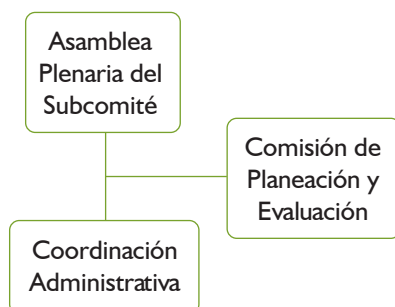 Asamblea
Plenaria del
Subcomité
Comisión de
Planeación y
Evaluación
Coordinación
Administrativa